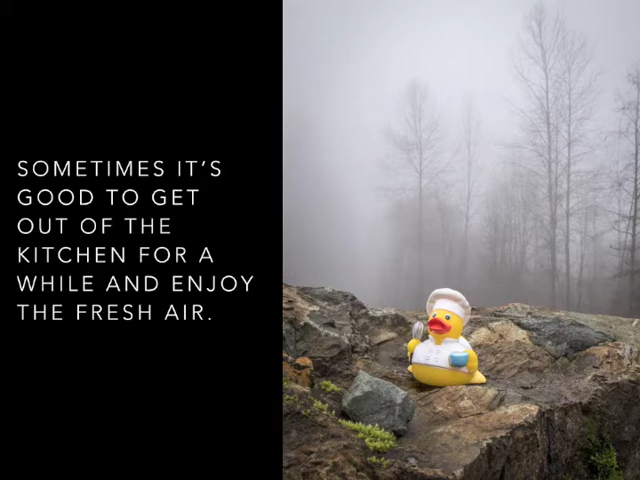 SOMETIMES IT'S
GOOD TO GET
OUT OF THE
KITCHEN FOR A
WHILE AND ENJOY
THE FRESH AIR.